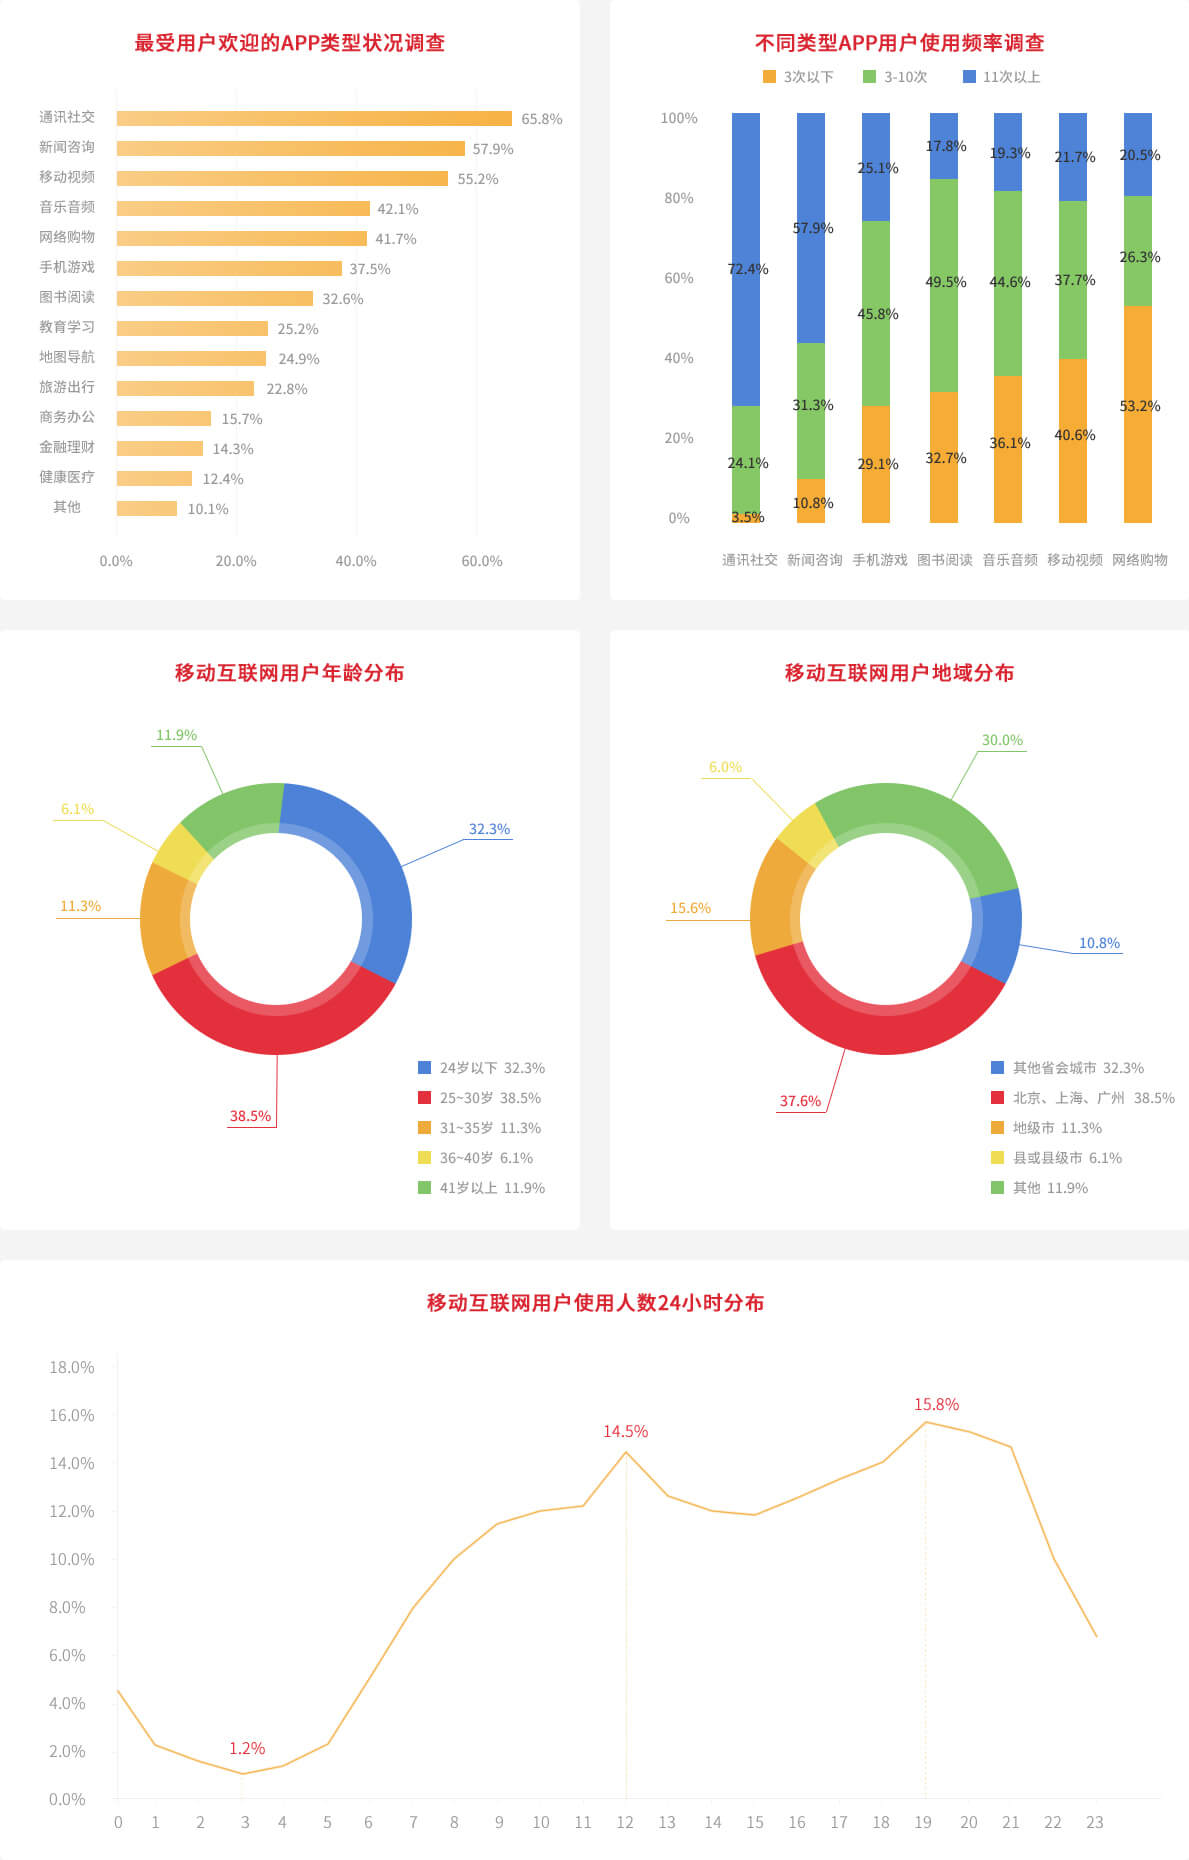 最受用户欢迎的APP类型状况调查
通讯社交 65.8%
新闻咨询 57.9%
移动视频 55.2%
音乐音频 42.1%
网络购物 41.7%
手机游戏 37.5%
图书阅读 32.6%
教育学习 25.2%
地图导航 24.9%
旅游出行 22.8%
商务办公 15.7%
金融理财 14.3%
健康医疗 12.4%
其他 10.1%
0.0% 20.0% 40.0% 60.0%
不同类型APP用户使用频率调查
3次以下 3-10次 11次以上
100%
80%
60%
40%
20%
0%
72.4% 24.1% 3.5%
57.9% 31.3% 10.8%
25.1% 45.8% 29.1%
17.8% 49.5% 32.7%
19.3% 44.6% 36.1%
21.7% 37.7% 40.6%
20.5% 26.3% 53.2%
通讯社交 新闻咨询 手机游戏 图书阅读 音乐音频 移动视频 网络购物
移动互联网用户年龄分布
11.9%
6.1%
32.3%
11.3%
38.5%
24岁以下 32.3%
25~30岁 38.5%
31~35岁 11.3%
36~40岁 6.1%
41岁以上 11.9%
移动互联网用户地域分布
30.0%
6.0%
15.6%
10.8%
37.6%
其他省会城市 32.3%
北京、上海、广州 38.5%
地级市 11.3%
县或县级市 6.1%
其他 11.9%
移动互联网用户使用人数24小时分布
18.0%
16.0%
14.0%
12.0%
10.0%
8.0%
6.0%
4.0%
2.0%
0.0%
1.2%
14.5%
15.8%
0 1 2 3 4 5 6 7 8 9 10 11 12 13 14 15 16 17 18 19 20 21 22 23